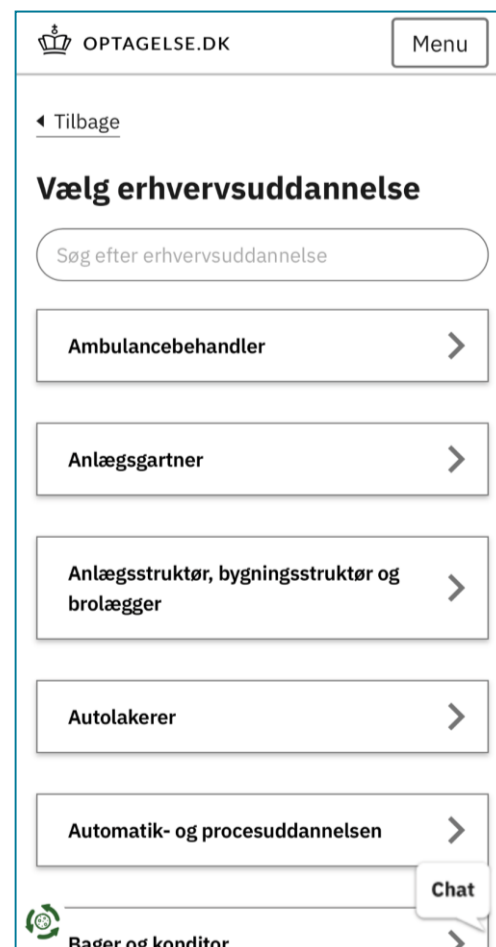 OPTAGELSE.DK
Menu
Tilbage
Vælg erhvervsuddannelse
Søg efter erhvervsuddannelse
Ambulancebehandler
Anlægsgartner
Anlægsstruktør, bygningsstruktør og
brolægger
Autolakerer
Automatik- og procesuddannelsen
Chat
Bager og konditor